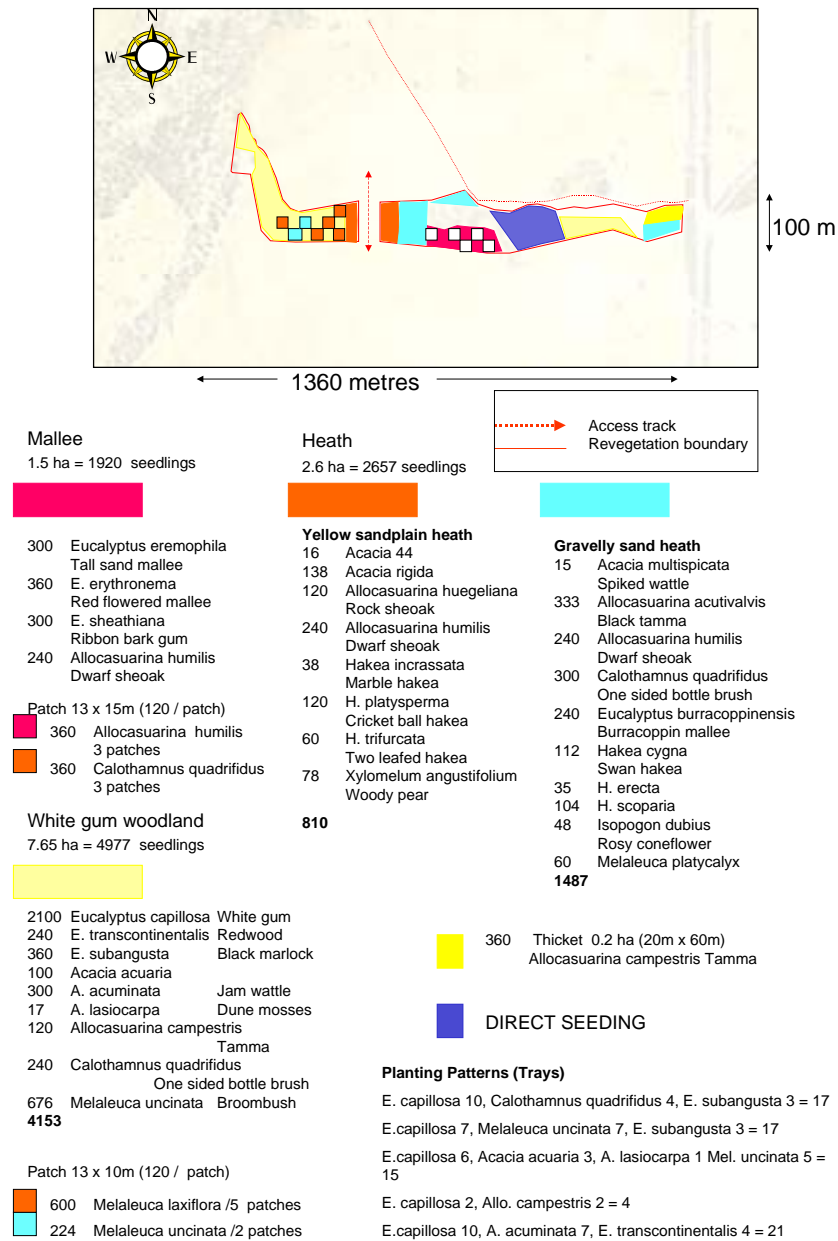 N
W E
S
100 m
1360 metres
Access track
Revegetation boundary
Mallee
1.5 ha = 1920 seedlings
300 Eucalyptus eremophila
Tall sand mallee
360 E. erythronema
Red flowered mallee
300 E. sheathiana
Ribbon bark gum
240 Allocasuarina humilis
Dwarf sheoak
Patch 13 x 15m (120 / patch)
360 Allocasuarina humilis
3 patches
360 Calothamnus quadrifidus
3 patches
White gum woodland
7.65 ha = 4977 seedlings
2100 Eucalyptus capillosa White gum
240 E. transcontinentalis Redwood
360 E. subangusta Black marlock
100 Acacia acuaria
300 A. acuminata Jam wattle
17 A. lasiocarpa Dune mosses
120 Allocasuarina campestris
Tamma
240 Calothamnus quadrifidus
One sided bottle brush
676 Melaleuca uncinata Broombush
4153
Patch 13 x 10m (120 / patch)
600 Melaleuca laxiflora /5 patches
224 Melaleuca uncinata /2 patches
Heath
2.6 ha = 2657 seedlings
Yellow sandplain heath
16 Acacia 44
138 Acacia rigida
120 Allocasuarina huegeliana
Rock sheoak
240 Allocasuarina humilis
Dwarf sheoak
38 Hakea incrassata
Marble hakea
120 H. platysperma
Cricket ball hakea
60 H. trifurcata
Two leafed hakea
78 Xylomelum angustifolium
Woody pear
810
Gravelly sand heath
15 Acacia multispicata
Spiked wattle
333 Allocasuarina acutivalvis
Black tamma
240 Allocasuarina humilis
Dwarf sheoak
300 Calothamnus quadrifidus
One sided bottle brush
240 Eucalyptus burracoppinensis
Burracoppin mallee
112 Hakea cygna
Swan hakea
35 H. erecta
104 H. scoparia
48 Isopogon dubius
Rosy coneflower
60 Melaleuca platycalyx
1487
360 Thicket 0.2 ha (20m x 60m)
Allocasuarina campestris Tamma
DIRECT SEEDING
Planting Patterns (Trays)
E. capillosa 10, Calothamnus quadrifidus 4, E. subangusta 3 = 17
E.capillosa 7, Melaleuca uncinata 7, E. subangusta 3 = 17
E.capillosa 6, Acacia acuaria 3, A. lasiocarpa 1 Mel. uncinata 5 =
15
E. capillosa 2, Allo. campestris 2 = 4
E.capillosa 10, A. acuminata 7, E. transcontinentalis 4 = 21